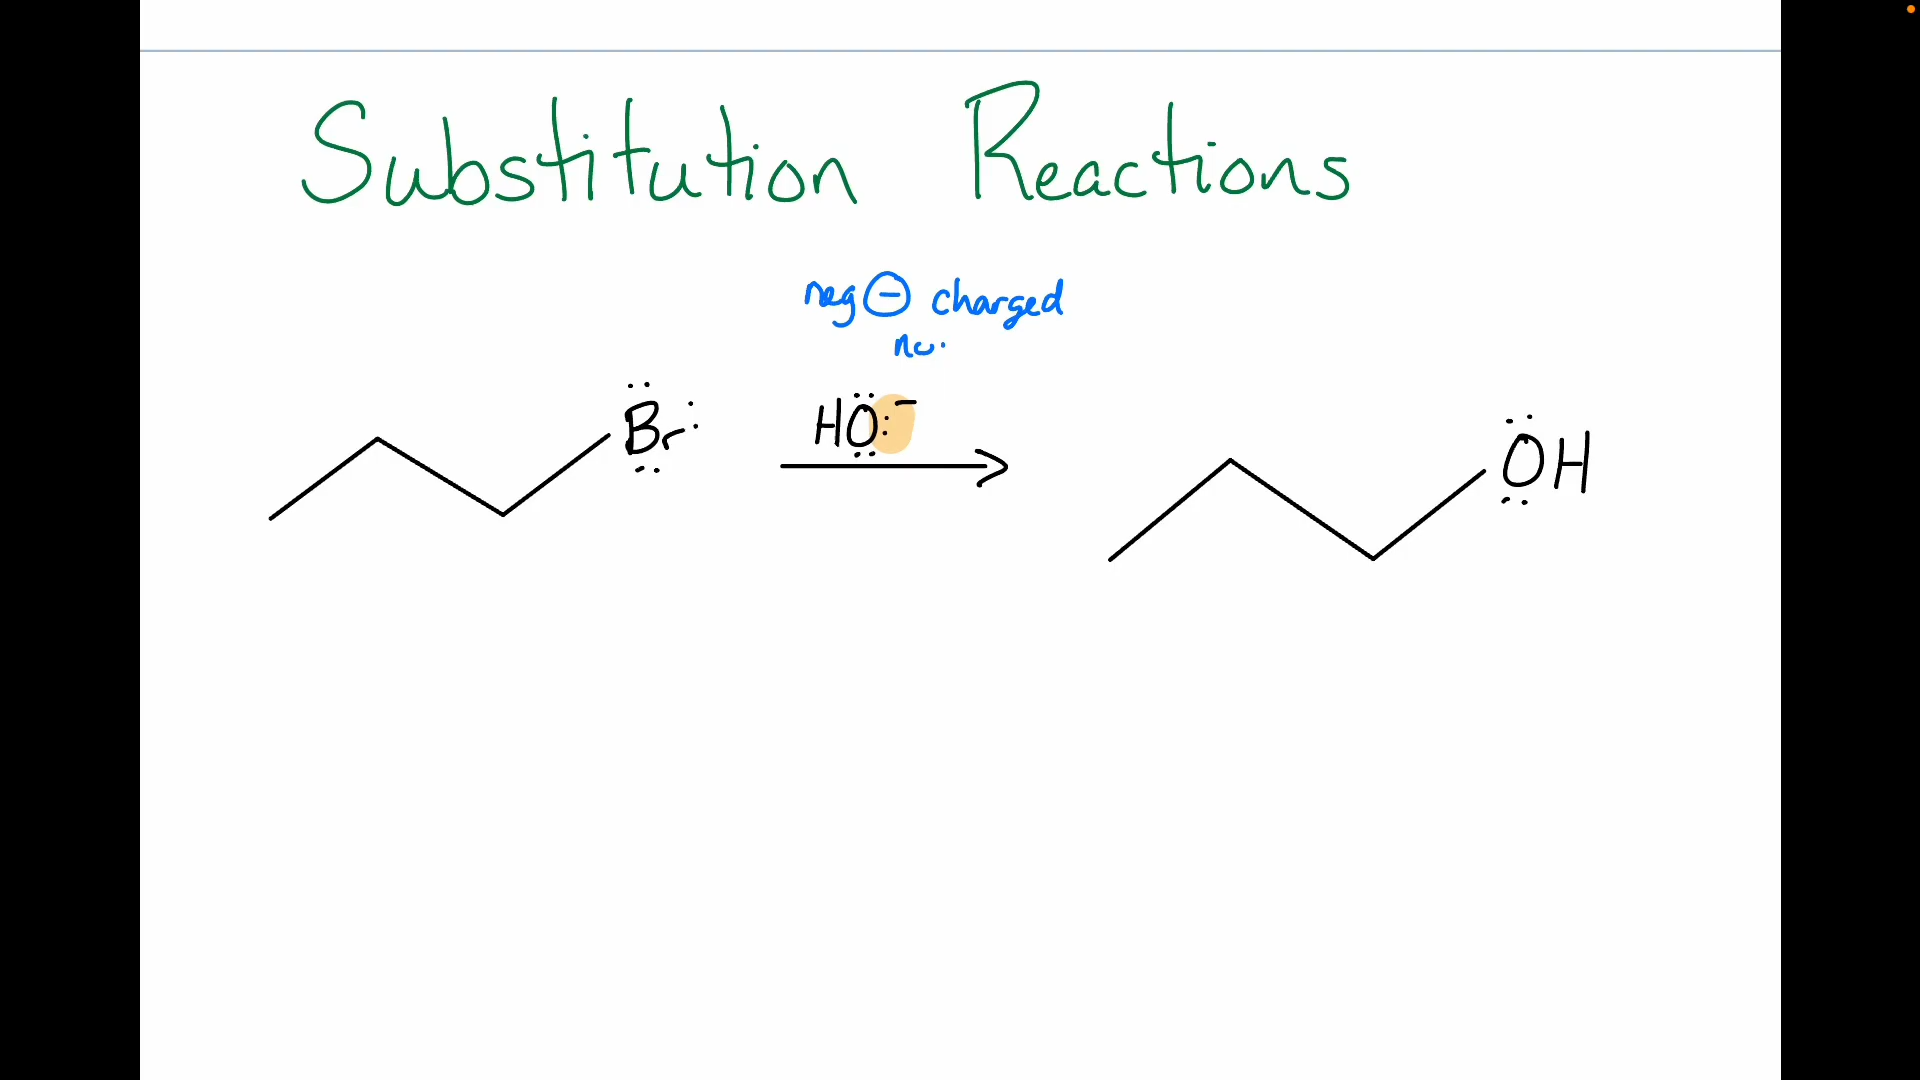 Substitution Reactions
neg ⊖ charged
nu
Br
HO:⁻
OH